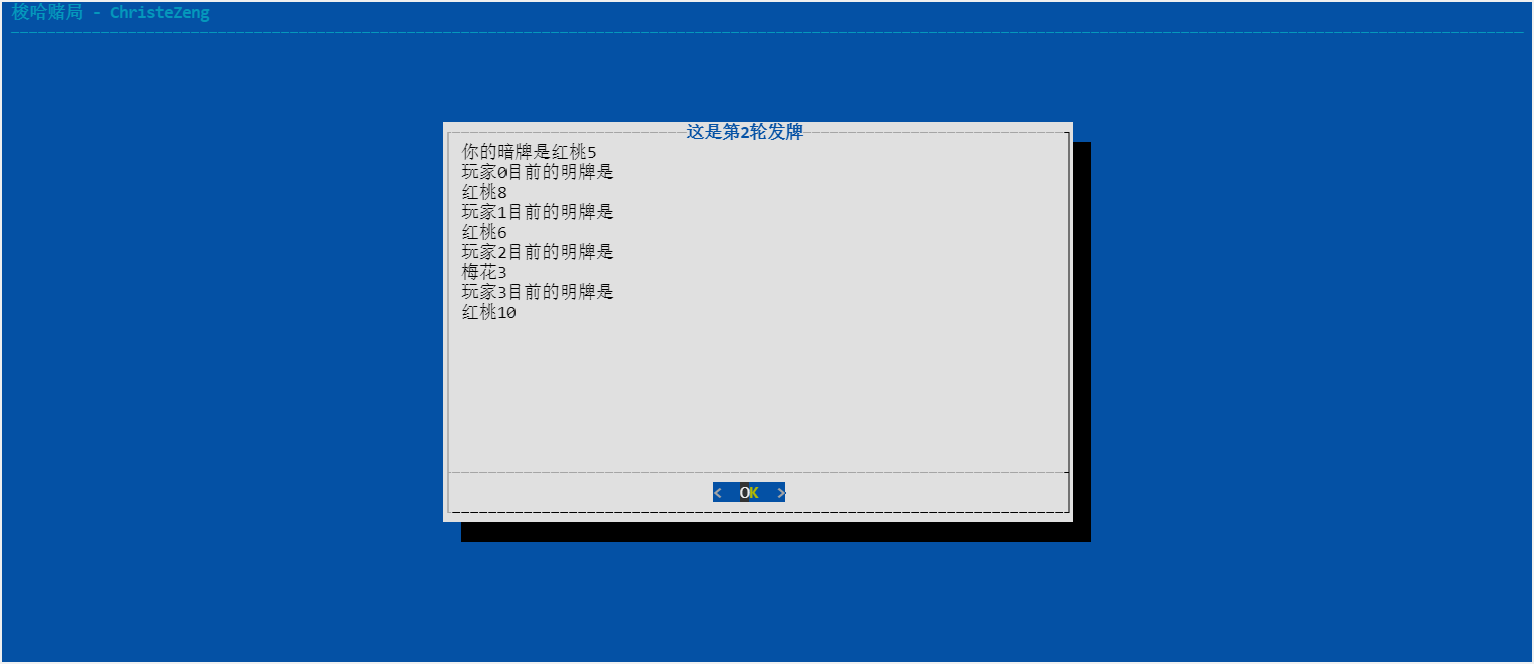 梭哈赌局 - ChristeZeng
这是第2轮发牌
你的暗牌是红桃5
玩家0目前的明牌是
红桃8
玩家1目前的明牌是
红桃6
玩家2目前的明牌是
梅花3
玩家3目前的明牌是
红桃10
< OK >